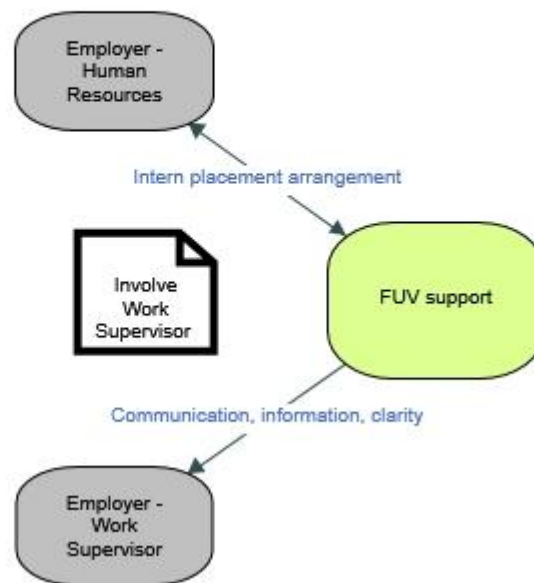 Employer -
Human
Resources
Intern placement arrangement
Involve
Work
Supervisor
FUV support
Communication, information, clarity
Employer -
Work
Supervisor